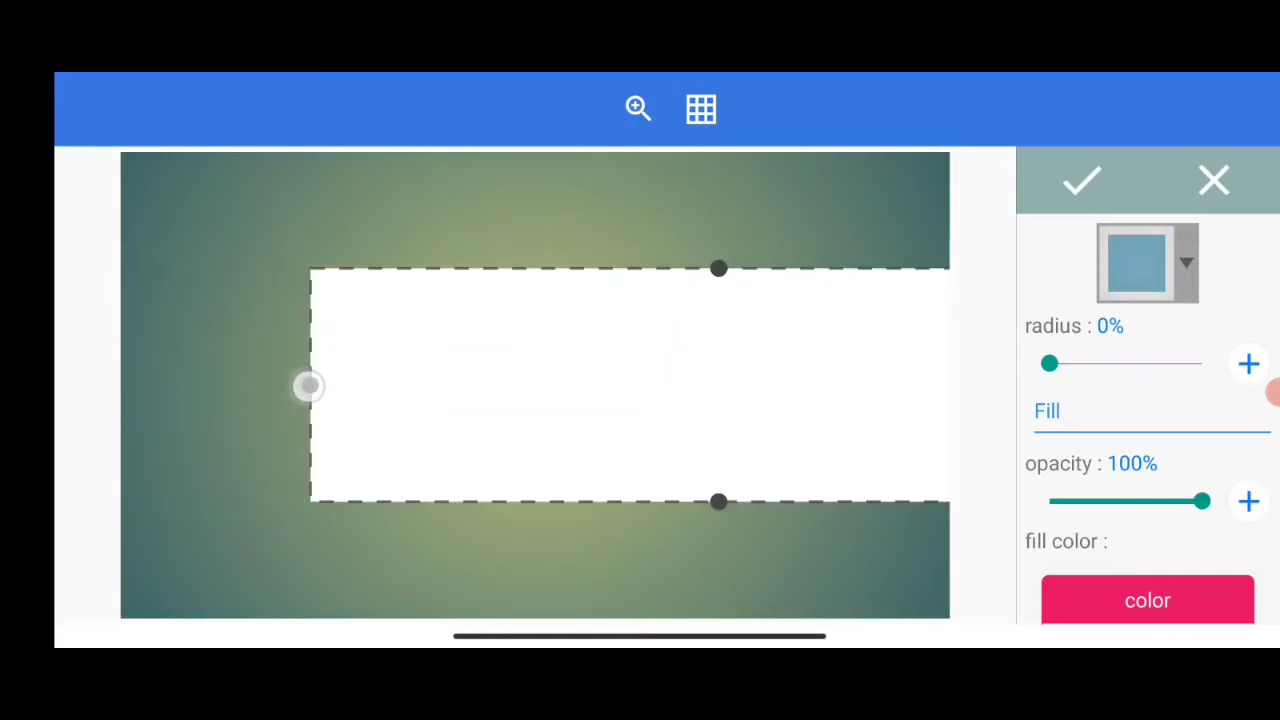 radius : 0%
Fill
opacity : 100%
fill color :
color